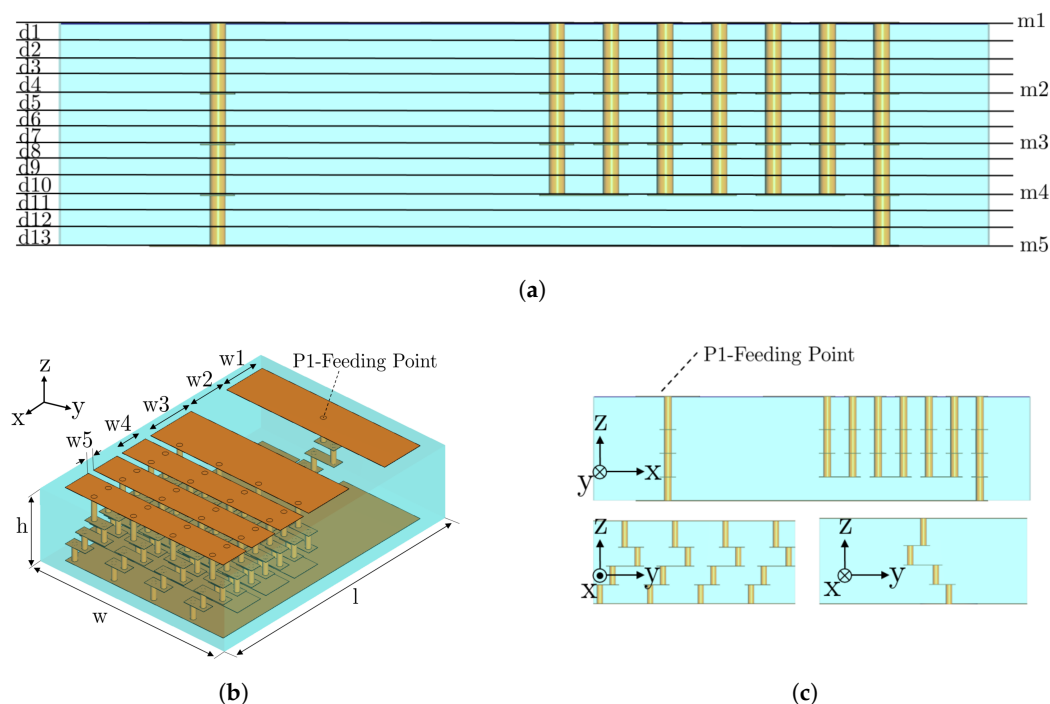 m1
d1
d2
d3
d4
m2
d5
d6
d7
m3
d8
d9
d10
m4
d11
d12
d13
m5
(a)
P1-Feeding Point
w1
w2
w3
w4
w5
z
y
x
h
w
l
(b)
P1-Feeding Point
z
y
x
z
y
x
z
y
x
(c)